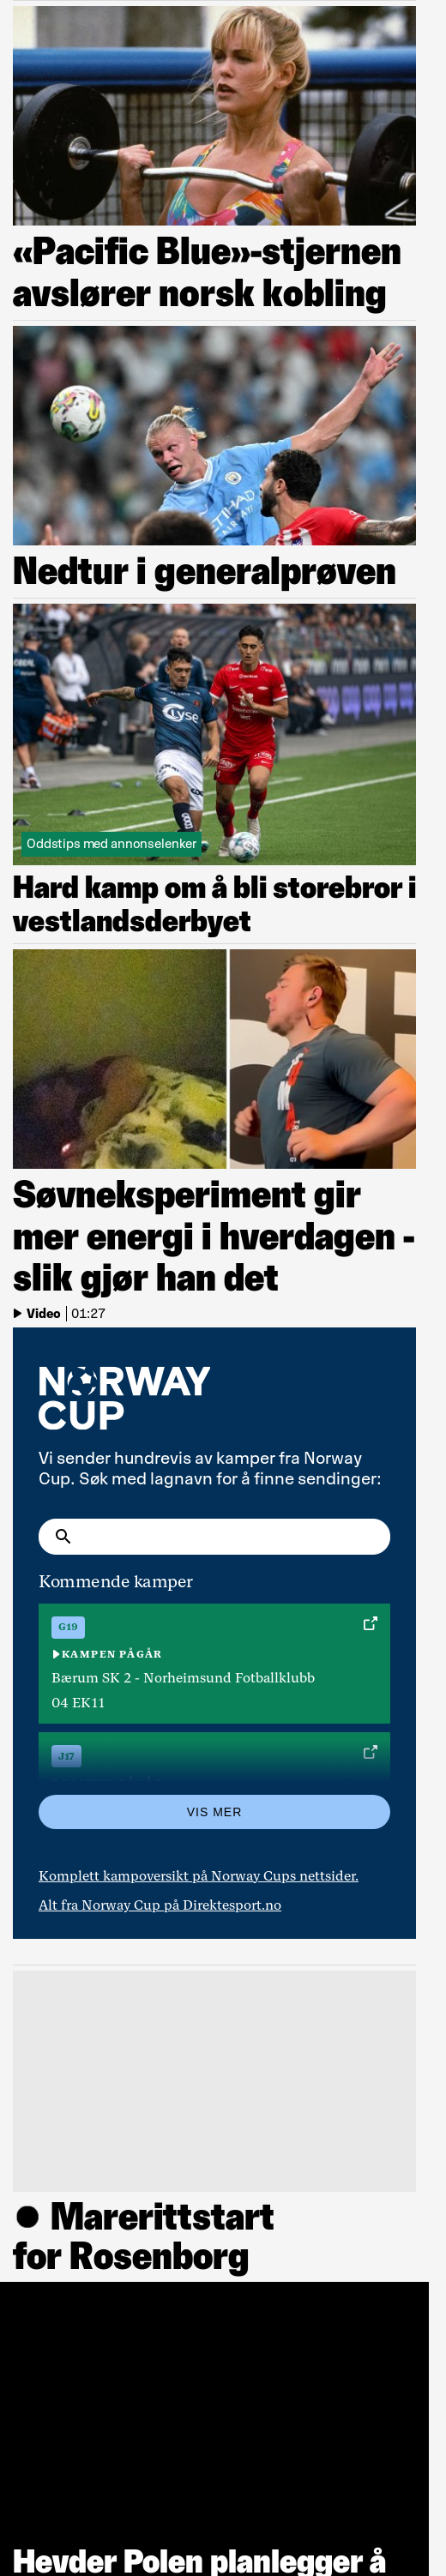 «Pacific Blue»-stjernen
avslører norsk kobling
ETIHAD
Nedtur i generalprøven
Lyse
Oddstips med annonselenker
Hard kamp om å bli storebror i
vestlandsderbyet
Søvneksperiment gir
mer energi i hverdagen -
slik gjør han det
Video | 01:27
NORWAY
CUP
Vi sender hundrevis av kamper fra Norway
Cup. Søk med lagnavn for å finne sendinger:
Kommende kamper
G19
KAMPEN PÅGÅR
Bærum SK 2 - Norheimsund Fotballklubb
04 EK11
J17
VIS MER
Komplett kampoversikt på Norway Cups nettsider.
Alt fra Norway Cup på Direktesport.no
Marerittstart
for Rosenborg
Hevder Polen planlegger å